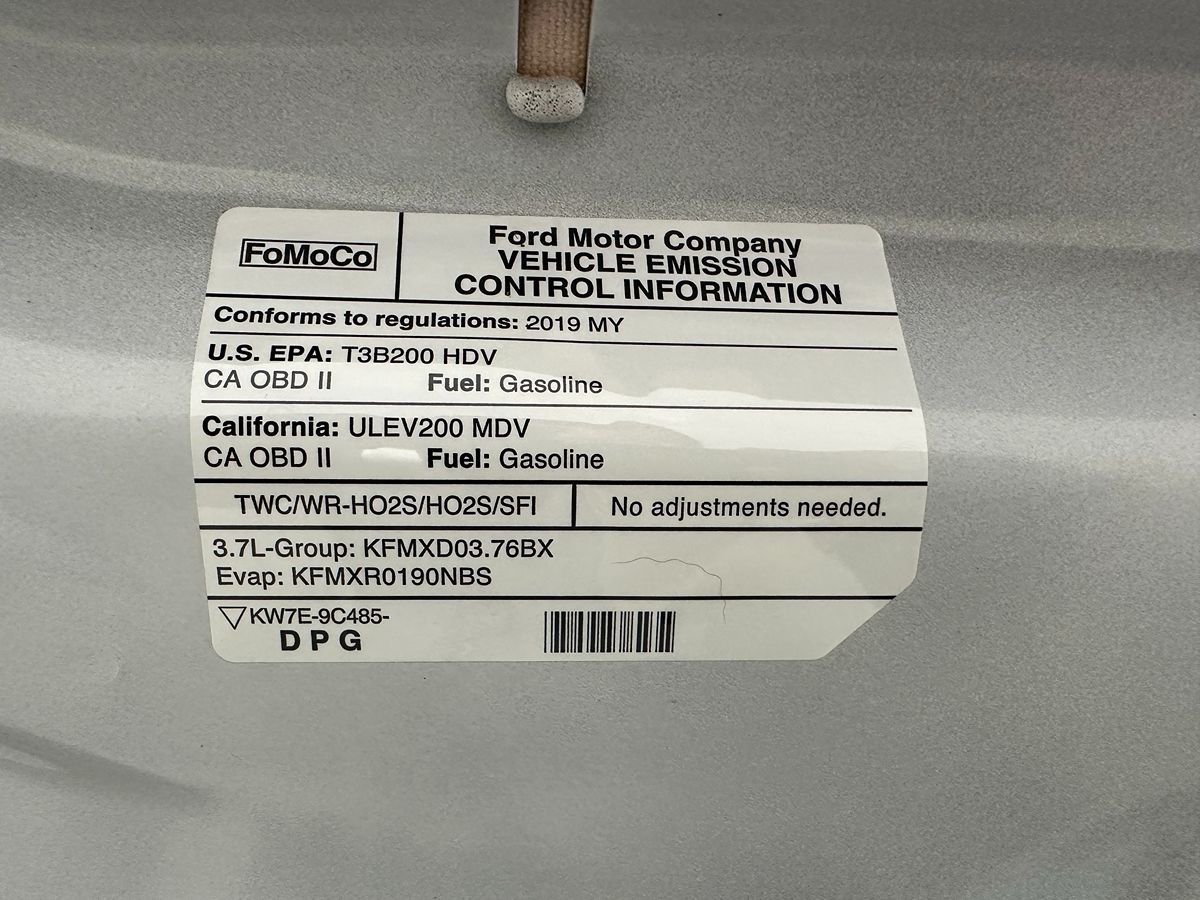 FoMoCo
Ford Motor Company
VEHICLE EMISSION
CONTROL INFORMATION
Conforms to regulations: 2019 MY
U.S. EPA: T3B200 HDV
CA OBD II Fuel: Gasoline
California: ULEV200 MDV
CA OBD II Fuel: Gasoline
TWC/WR-HO2S/HO2S/SFI No adjustments needed.
3.7L-Group: KFMXD03.76BX
Evap: KFMXR0190NBS
KW7E-9C485-
D P G